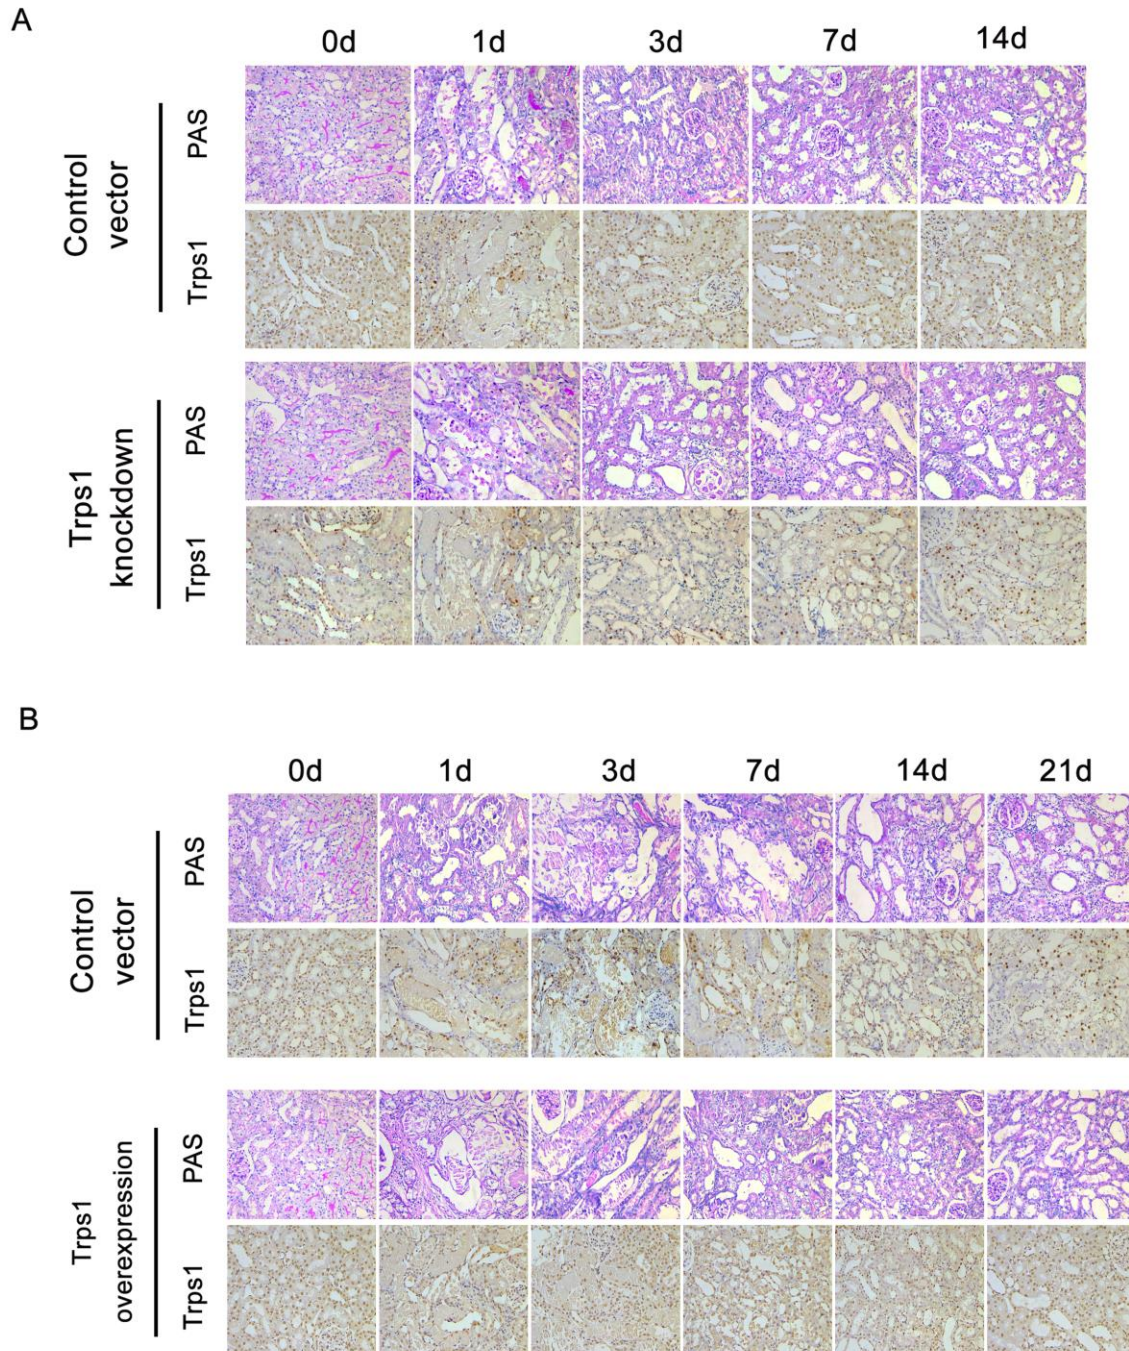 A
0d 1d 3d 7d 14d
Control
vector
PAS
Trps1
Trps1
knockdown
PAS
Trps1
B
0d 1d 3d 7d 14d 21d
Control
vector
PAS
Trps1
Trps1
overexpression
PAS
Trps1